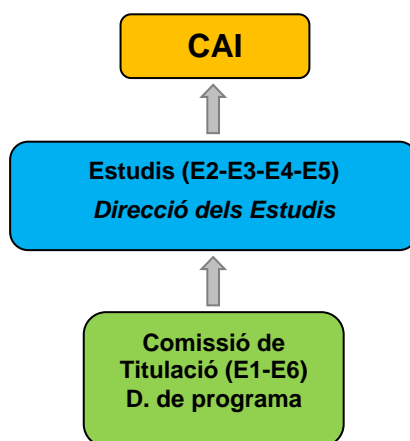 CAI
Estudis (E2-E3-E4-E5)
Direcció dels Estudis
Comissió de
Titulació (E1-E6)
D. de programa